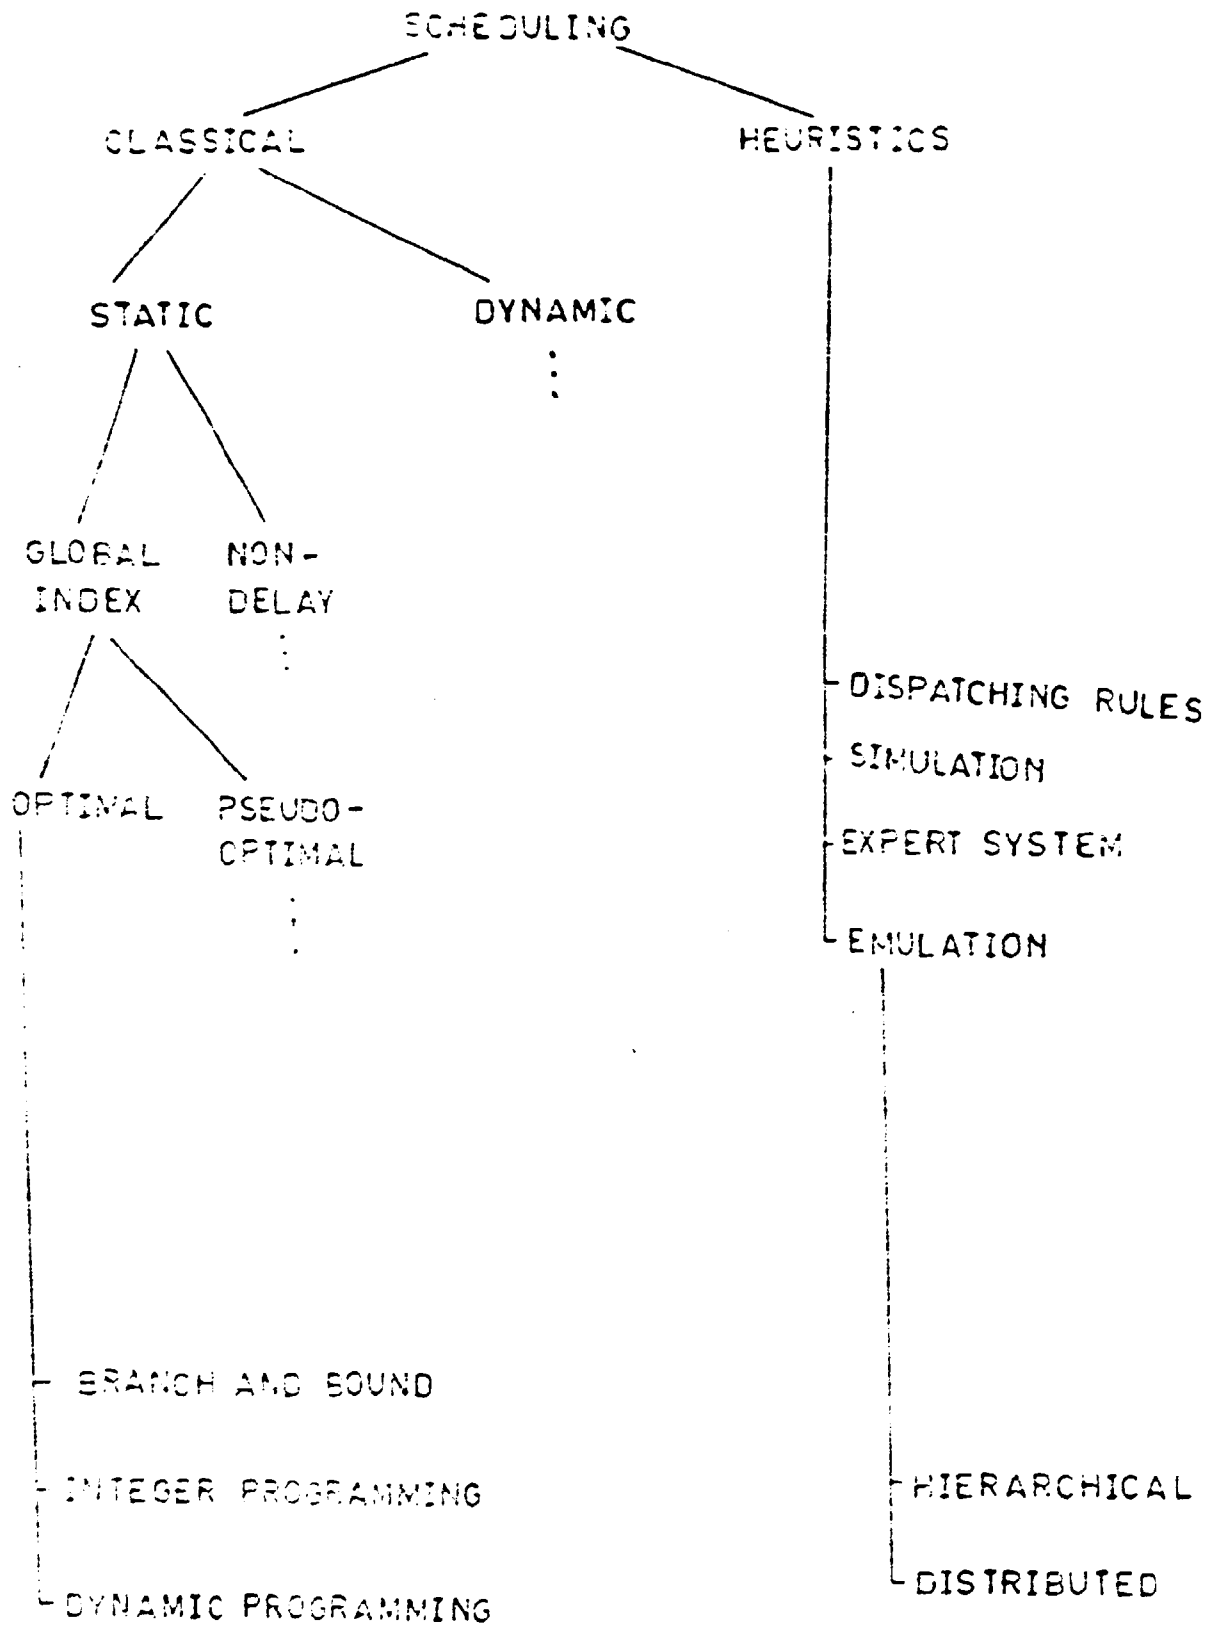 SCHEDULING
CLASSICAL
HEURISTICS
STATIC
DYNAMIC
GLOBAL
INDEX
NON-
DELAY
DISPATCHING RULES
SIMULATION
OPTIMAL
PSEUDO-
OPTIMAL
EXPERT SYSTEM
EMULATION
BRANCH AND BOUND
INTEGER PROGRAMMING
HIERARCHICAL
DISTRIBUTED
DYNAMIC PROGRAMMING